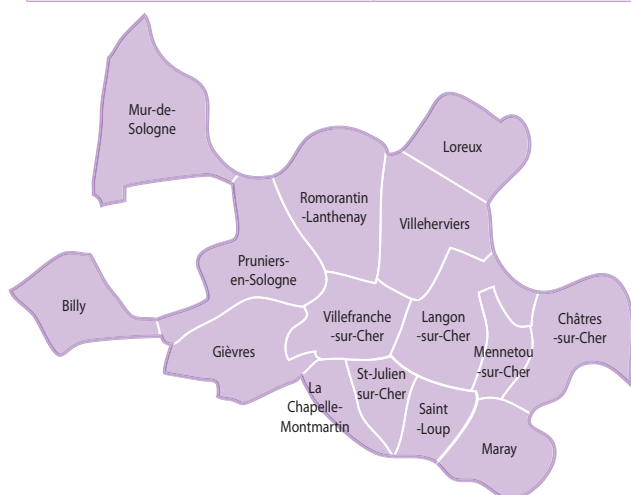 Mur-de-
Sologne
Loreux
Romorantin
-Lanthenay
Villeherviers
Pruniers-
en-Sologne
Billy
Villefranche
-sur-Cher
Langon
-sur-Cher
Châtres
-sur-Cher
Gièvres
Mennetou
-sur-Cher
St-Julien
sur-Cher
La
Chapelle-
Montmartin
Saint
-Loup
Maray